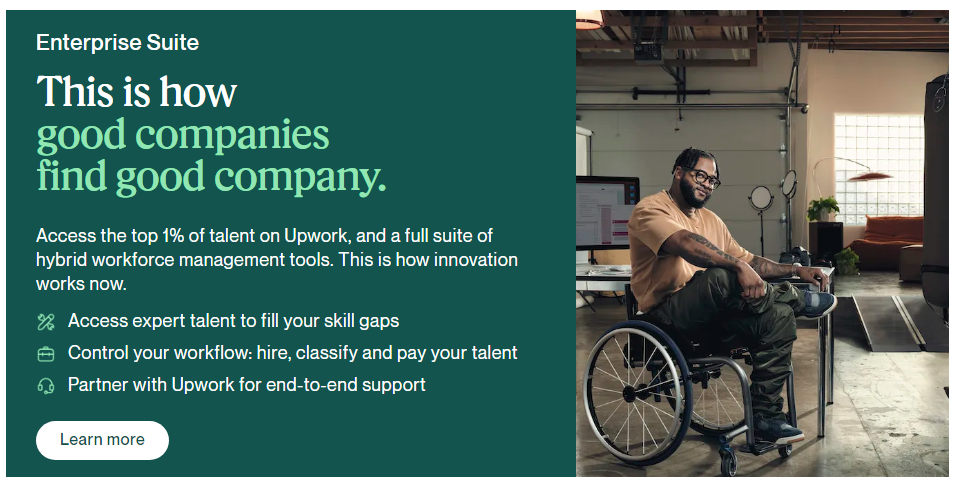 Enterprise Suite
This is how
good companies
find good company.
Access the top 1% of talent on Upwork, and a full suite of
hybrid workforce management tools. This is how innovation
works now.
Access expert talent to fill your skill gaps
Control your workflow: hire, classify and pay your talent
Partner with Upwork for end-to-end support
Learn more